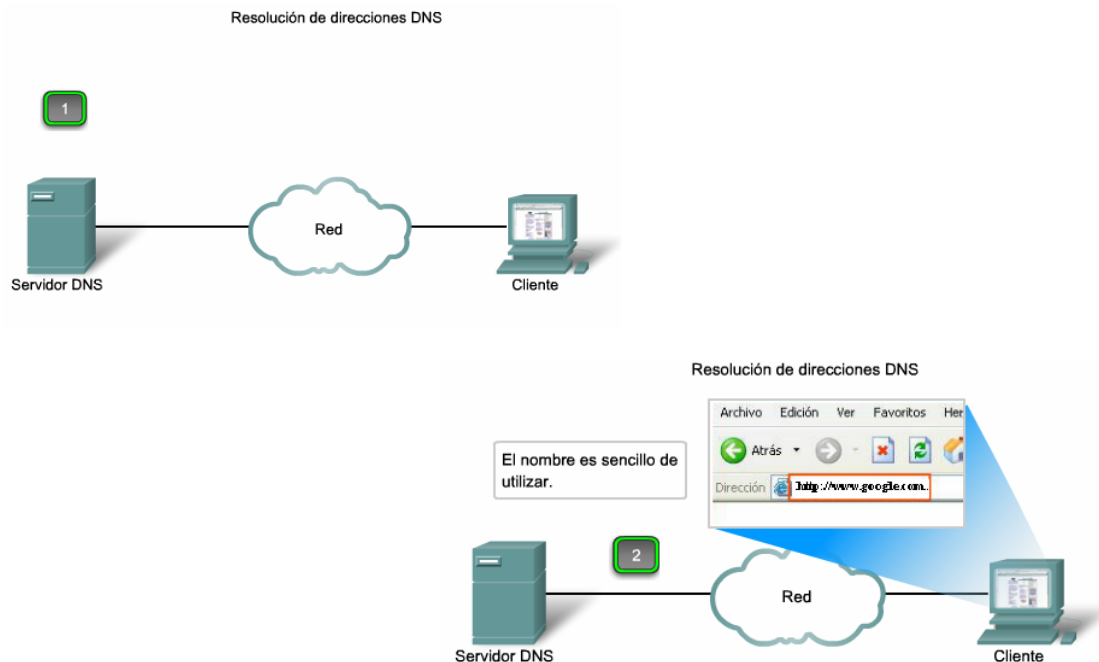 Resolución de direcciones DNS
1
Red
Servidor DNS
Cliente
Resolución de direcciones DNS
Archivo Edición Ver Favoritos Her
El nombre es sencillo de
utilizar.
Atrás
Dirección http://www.google.com..
2
Red
Servidor DNS
Cliente